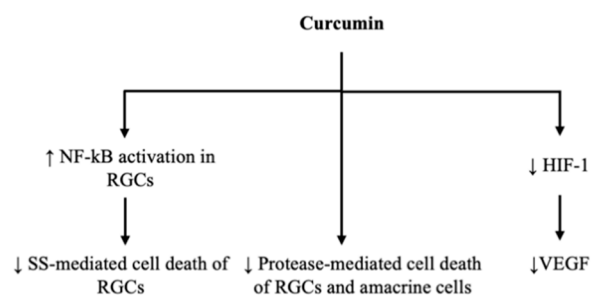 Curcumin
↑ NF-kB activation in
RGCs
↓ HIF-1
↓ SS-mediated cell death of
RGCs
↓ Protease-mediated cell death
of RGCs and amacrine cells
↓VEGF